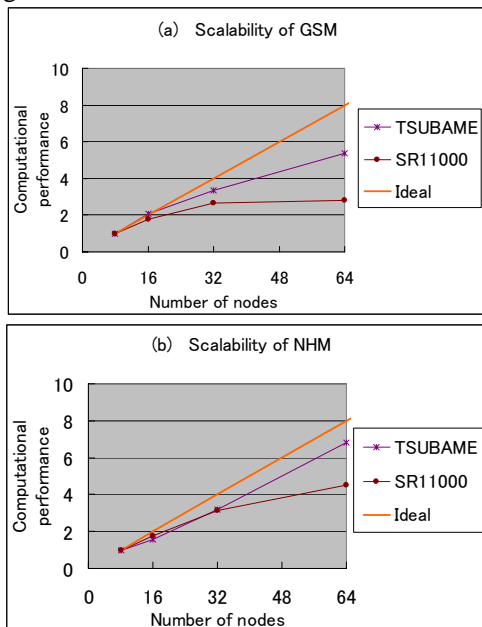 (a) Scalability of GSM
10
8
6
4
2
0
0 16 32 48 64
Computational
performance
Number of nodes
TSUBAME
SR11000
Ideal
(b) Scalability of NHM
10
8
6
4
2
0
0 16 32 48 64
Computational
performance
Number of nodes
TSUBAME
SR11000
Ideal